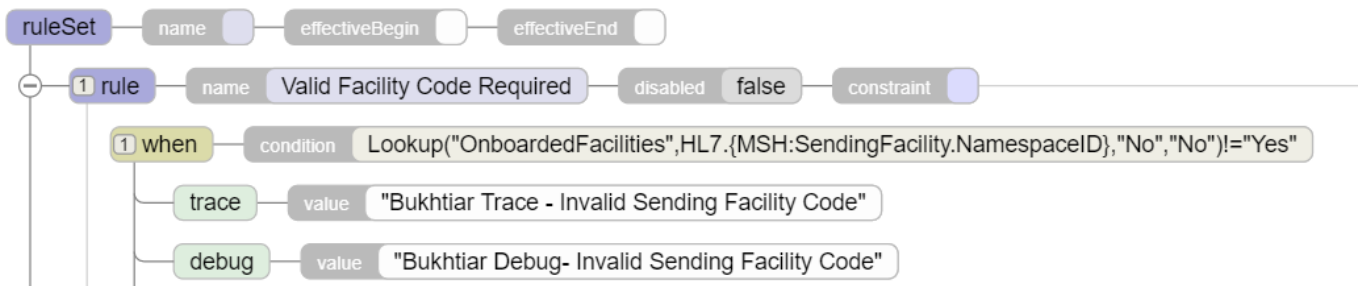 ruleSet name effectiveBegin effectiveEnd
1 rule name Valid Facility Code Required disabled false constraint
1 when condition Lookup("OnboardedFacilities",HL7.{MSH:SendingFacility.NamespaceID},"No","No")!="Yes"
trace value "Bukhtiar Trace - Invalid Sending Facility Code"
debug value "Bukhtiar Debug- Invalid Sending Facility Code"